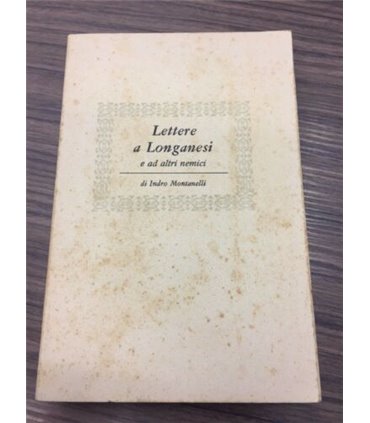 Lettere
a Longanesi
e ad altri nemici
di Indro Montanelli